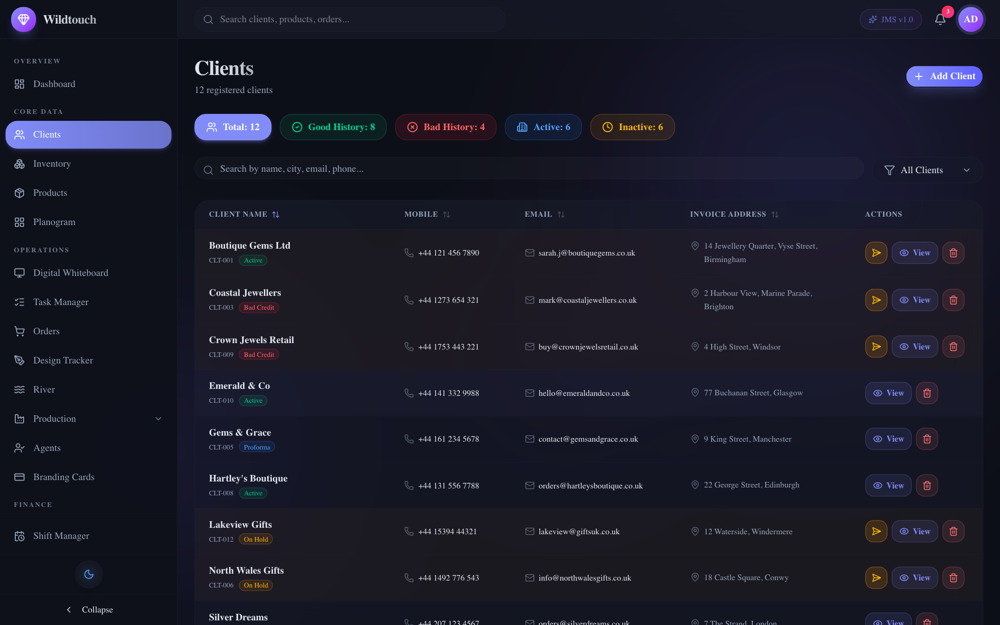 Wildtouch
Search clients, products, orders...
JMS v1.0
3
AD
OVERVIEW
Dashboard
CORE DATA
Clients
Inventory
Products
Planogram
OPERATIONS
Digital Whiteboard
Task Manager
Orders
Design Tracker
River
Production
Agents
Branding Cards
FINANCE
Shift Manager
Collapse
Clients
12 registered clients
Add Client
Total: 12
Good History: 8
Bad History: 4
Active: 6
Inactive: 6
Search by name, city, email, phone...
All Clients
CLIENT NAME MOBILE EMAIL INVOICE ADDRESS ACTIONS
Boutique Gems Ltd
CLT-001 Active
+44 121 456 7890
sarah.j@boutiquegems.co.uk
14 Jewellery Quarter, Vyse Street,
Birmingham
View
Coastal Jewellers
CLT-003 Bad Credit
+44 1273 654 321
mark@coastaljewellers.co.uk
2 Harbour View, Marine Parade,
Brighton
View
Crown Jewels Retail
CLT-009 Bad Credit
+44 1753 443 221
buy@crownjewelsretail.co.uk
4 High Street, Windsor
View
Emerald & Co
CLT-010 Active
+44 141 332 9988
hello@emeraldandco.co.uk
77 Buchanan Street, Glasgow
View
Gems & Grace
CLT-005 Proforma
+44 161 234 5678
contact@gemsandgrace.co.uk
9 King Street, Manchester
View
Hartley's Boutique
CLT-008 Active
+44 131 556 7788
orders@hartleysboutique.co.uk
22 George Street, Edinburgh
View
Lakeview Gifts
CLT-012 On Hold
+44 15394 44321
lakeview@giftsuk.co.uk
12 Waterside, Windermere
View
North Wales Gifts
CLT-006 On Hold
+44 1492 776 543
info@northwalesgifts.co.uk
18 Castle Square, Conwy
View
Silver Dreams
+44 207 123 4567
orders@silverdreams.co.uk
7 The Strand, London
View